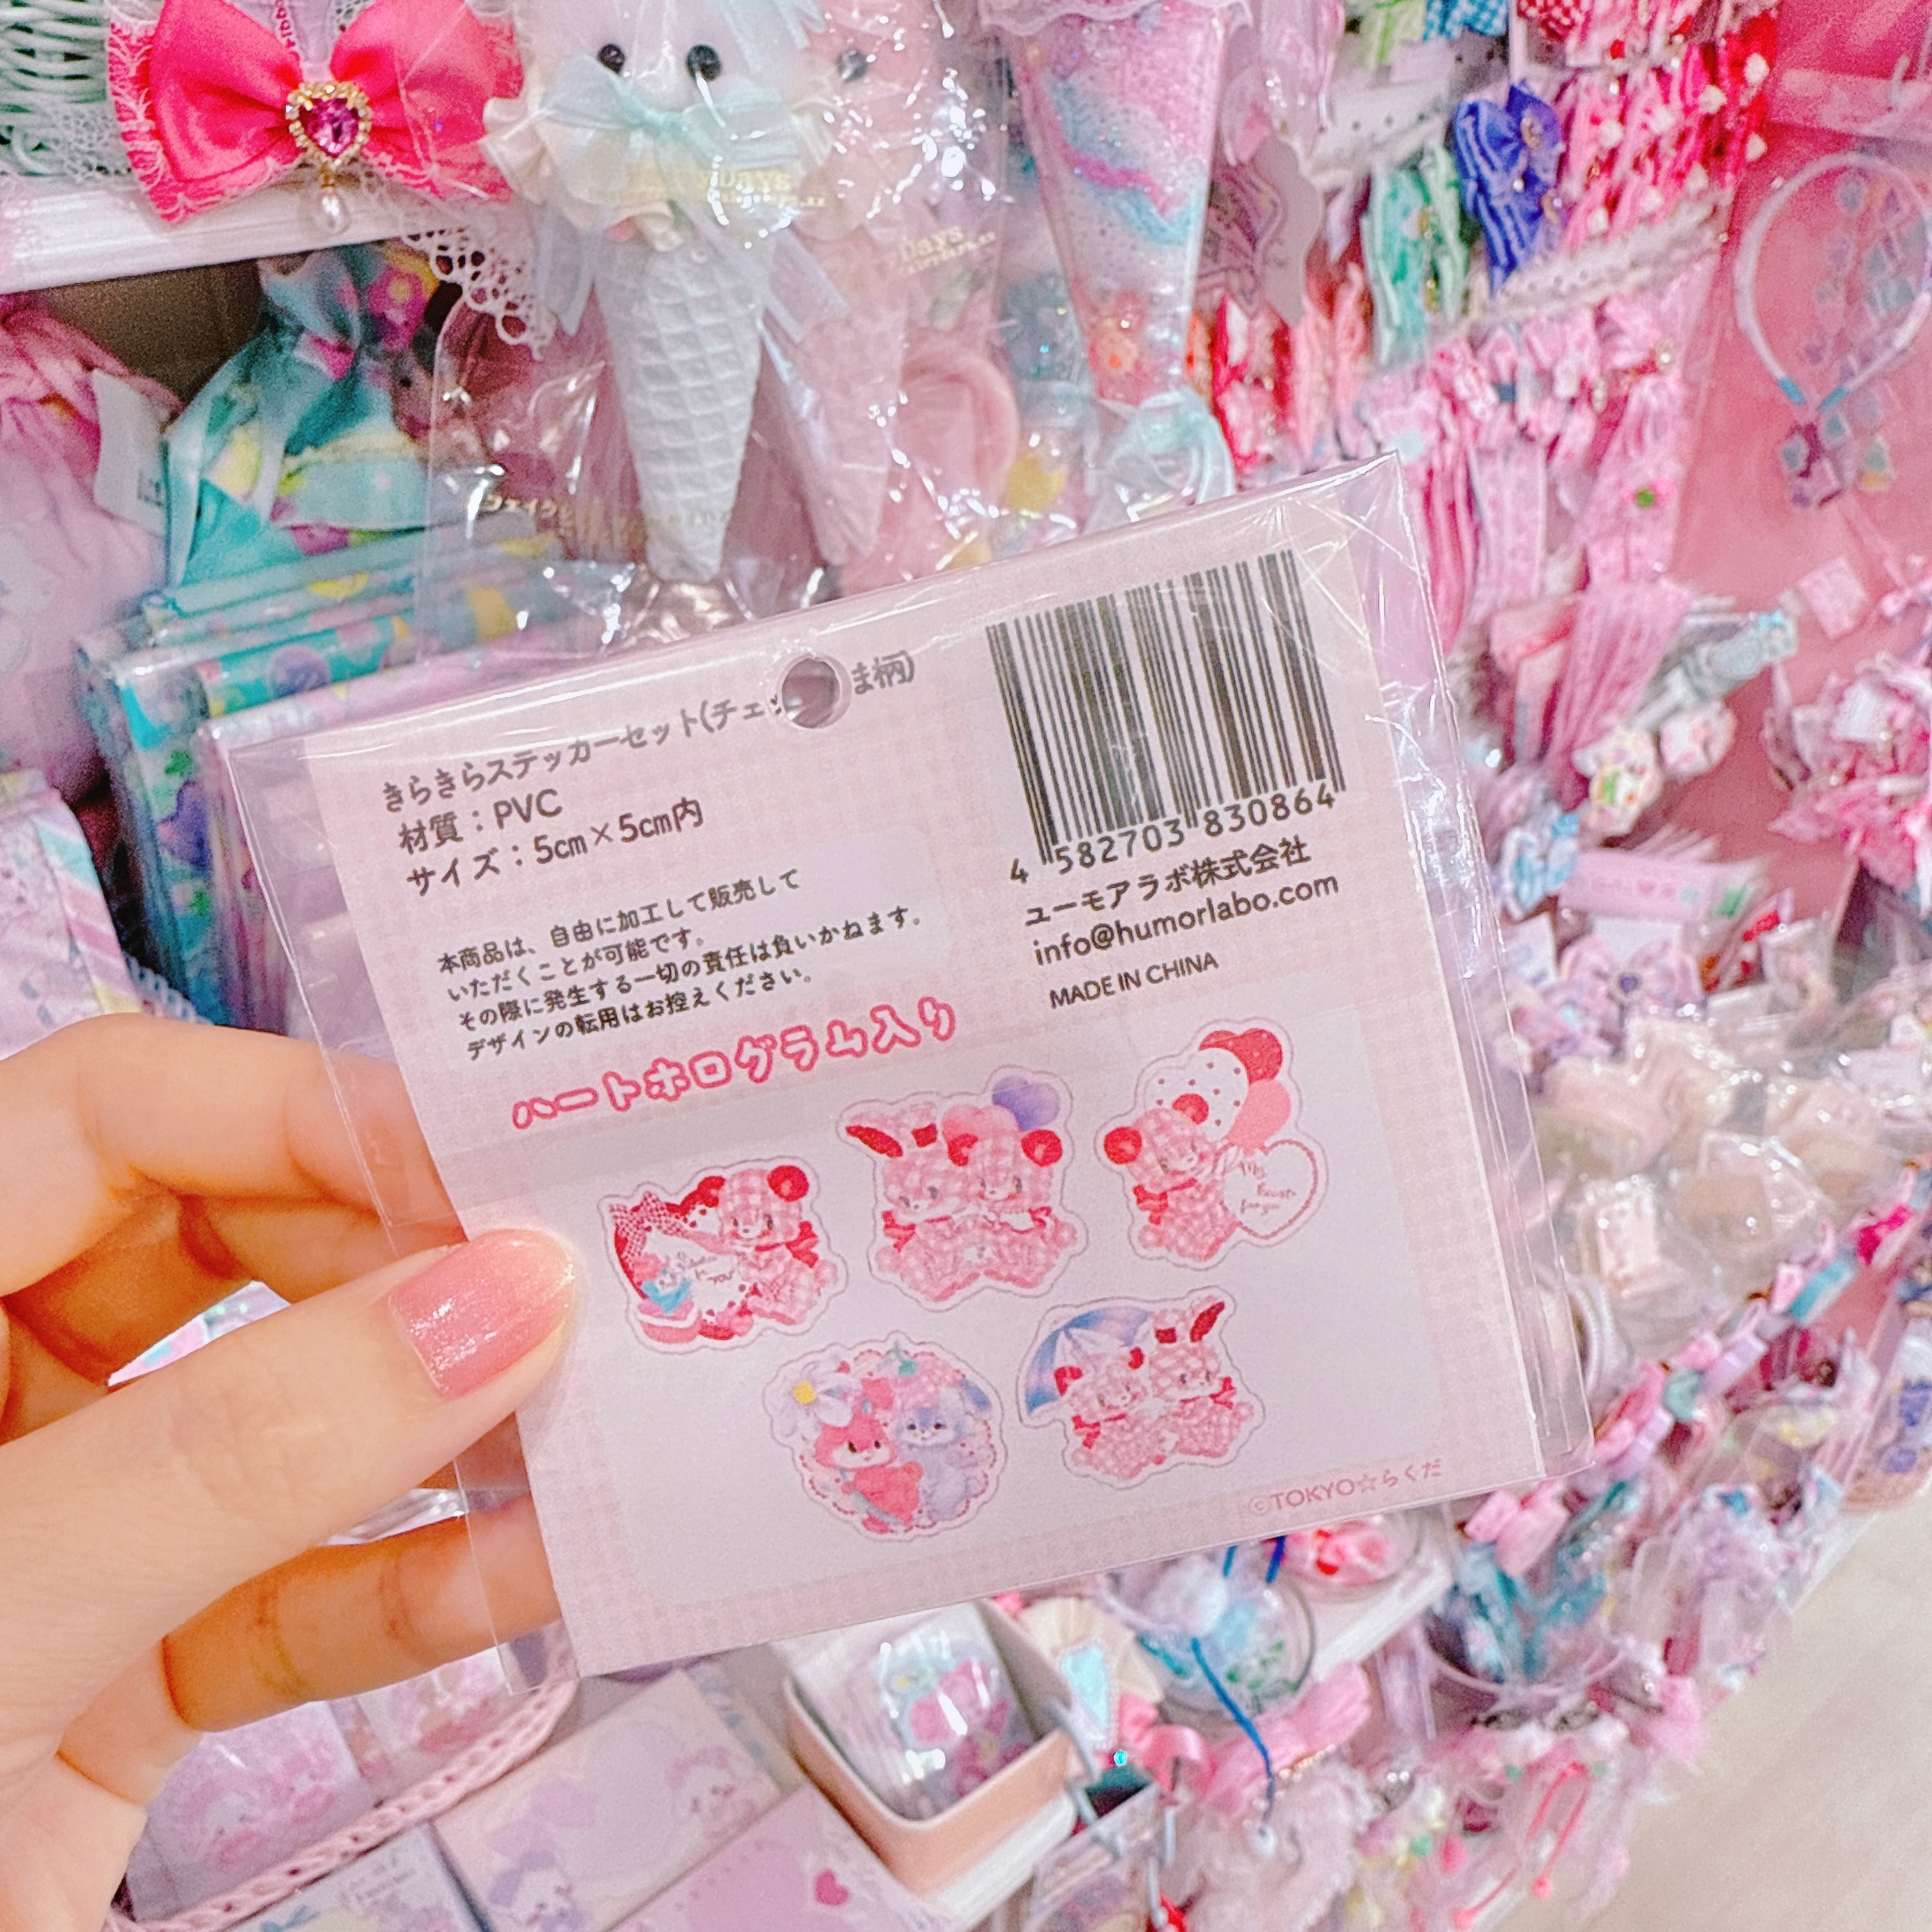 きらきらステッカーセット(チェ ま柄)
材質：PVC
サイズ：5cm×5cm内
本商品は、自由に加工して販売して
いただくことが可能です。
その際に発生する一切の責任は負いかねます。
デザインの転用はお控えください。
4 582703 830864
ユーモアラボ株式会社
info@humorlabo.com
MADE IN CHINA
ハートホログラム入り
My
Heart
for you
©TOKYO☆らくだ
Days